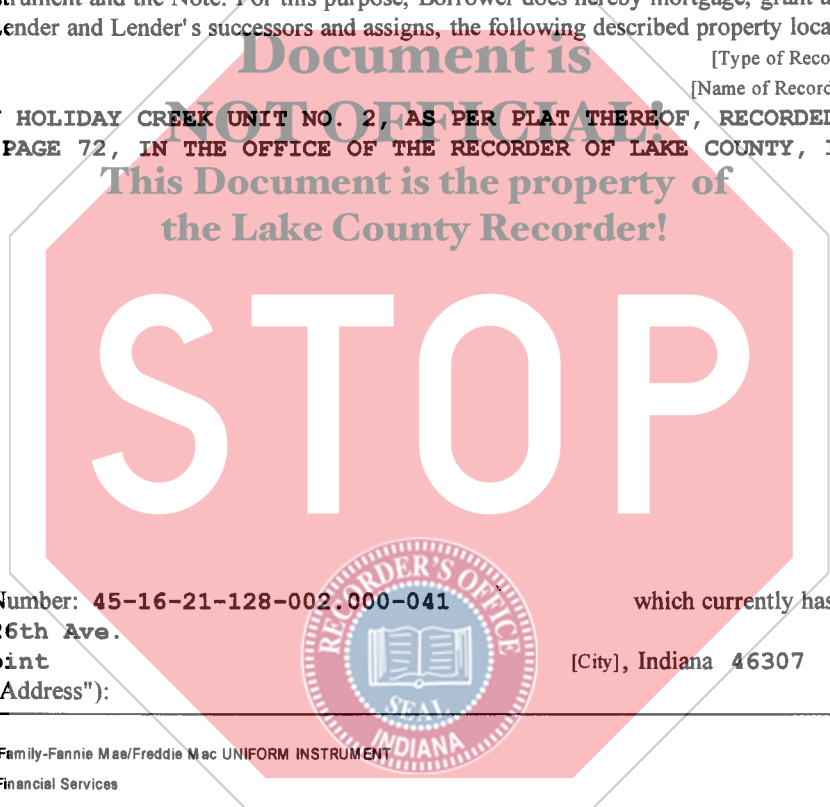 strument and the Note. For this purpose, Borrower does hereby mortgage, grant a
Lender and Lender's successors and assigns, the following described property loca
Document is
[Type of Reco
[Name of Record
NOT OFFICIAL!
HOLIDAY CREEK UNIT NO. 2, AS PER PLAT THEREOF, RECORDED
PAGE 72, IN THE OFFICE OF THE RECORDER OF LAKE COUNTY, I
This Document is the property of
the Lake County Recorder!
STOP
Number: 45-16-21-128-002.000-041 which currently has
6th Ave.
oint [City], Indiana 46307
Address"):
RECORDER'S OFFICE
SEAL
INDIANA
Family-Fannie Mae/Freddie Mac UNIFORM INSTRUMENT
Financial Services